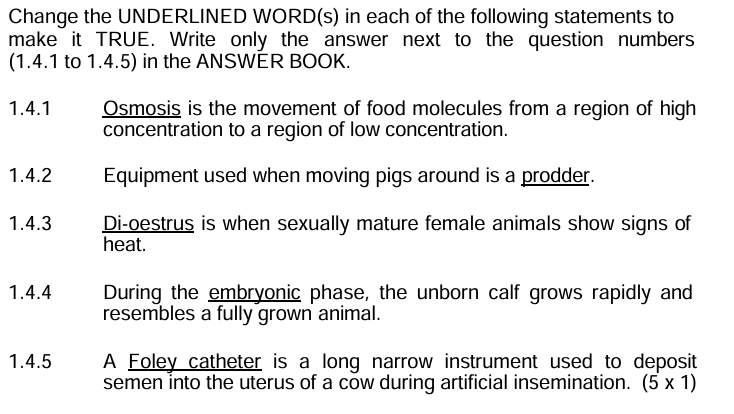 Change the UNDERLINED WORD(s) in each of the following statements to
make it TRUE. Write only the answer next to the question numbers
(1.4.1 to 1.4.5) in the ANSWER BOOK.
1.4.1 Osmosis is the movement of food molecules from a region of high
concentration to a region of low concentration.
1.4.2 Equipment used when moving pigs around is a prodder.
1.4.3 Di-oestrus is when sexually mature female animals show signs of
heat.
1.4.4 During the embryonic phase, the unborn calf grows rapidly and
resembles a fully grown animal.
1.4.5 A Foley catheter is a long narrow instrument used to deposit
semen into the uterus of a cow during artificial insemination. (5 x 1)